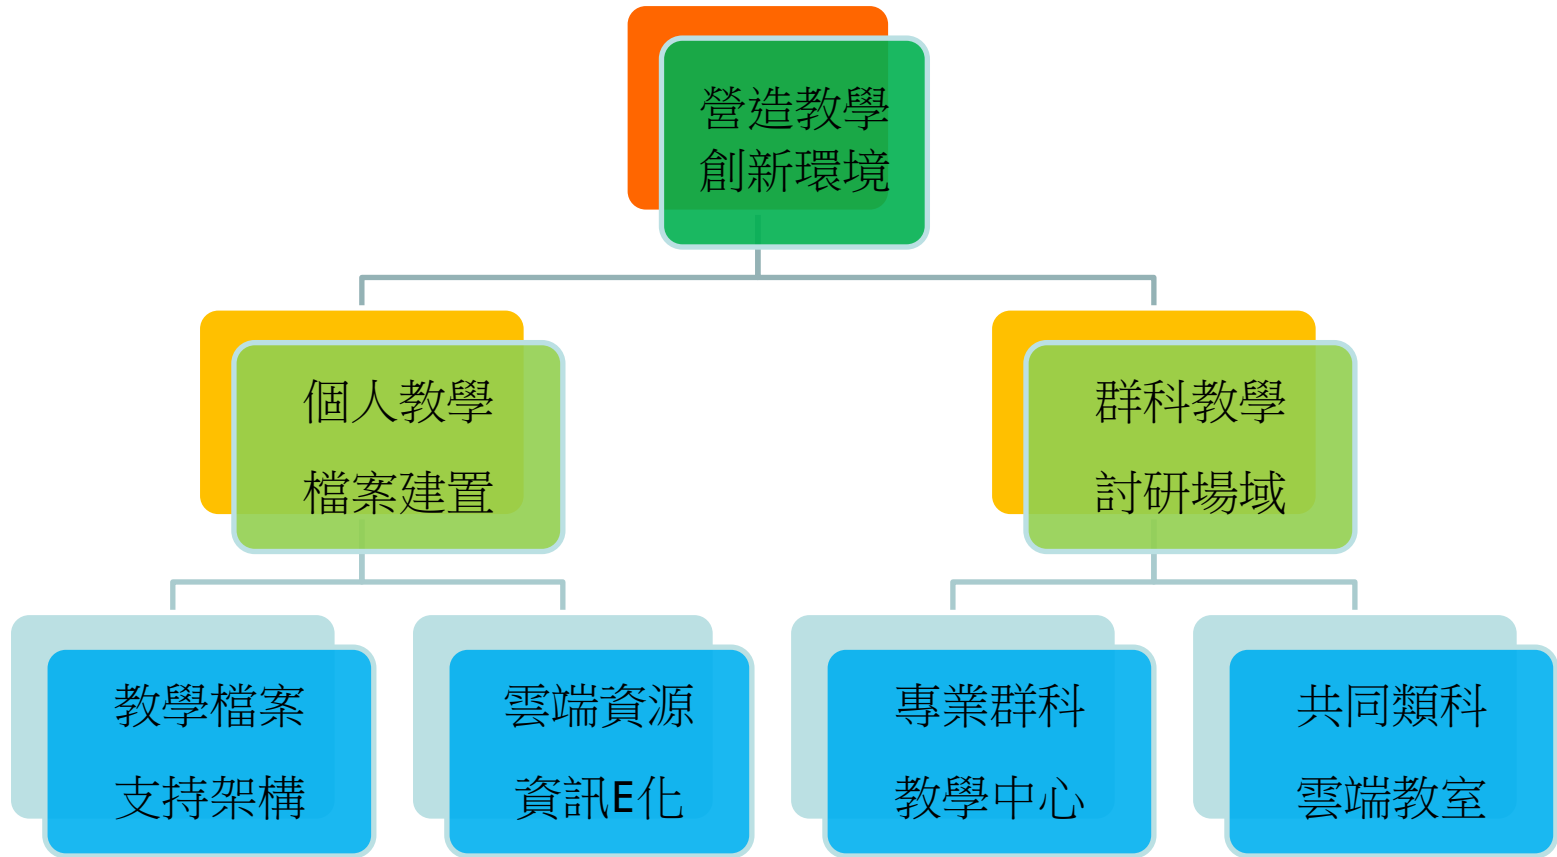 營造教學
創新環境
個人教學
檔案建置
群科教學
討研場域
教學檔案
支持架構
雲端資源
資訊E化
專業群科
教學中心
共同類科
雲端教室